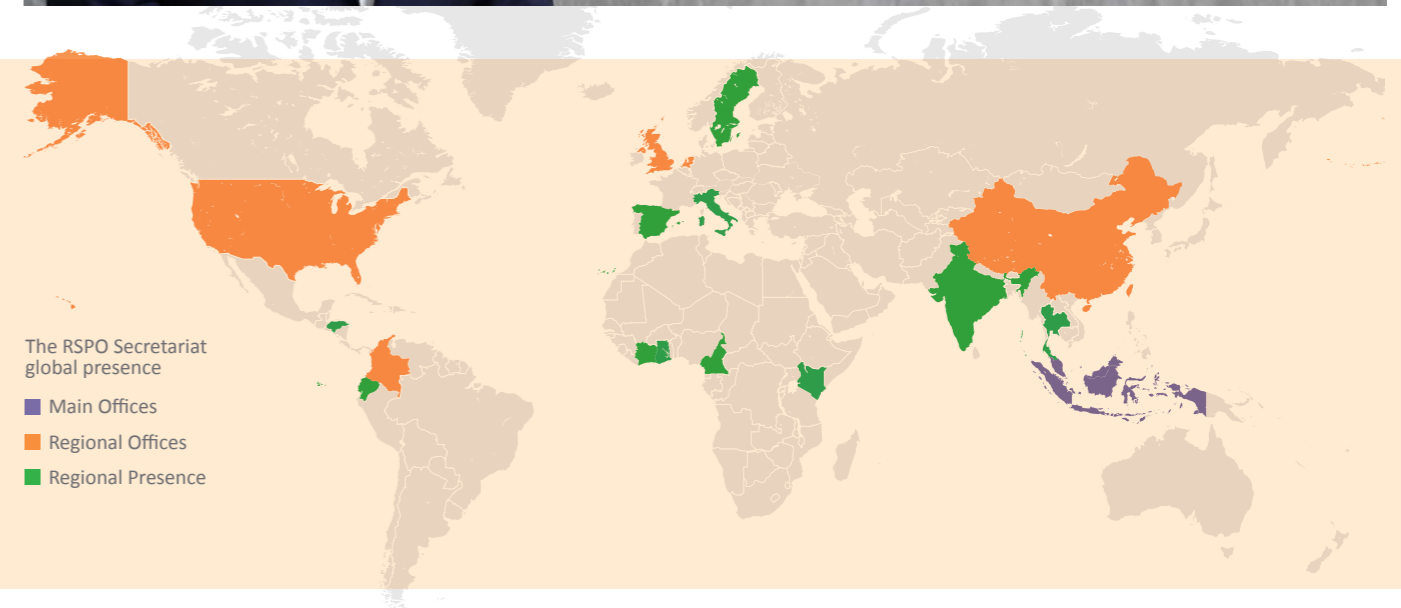 The RSPO Secretariat
global presence
Main Offices
Regional Offices
Regional Presence